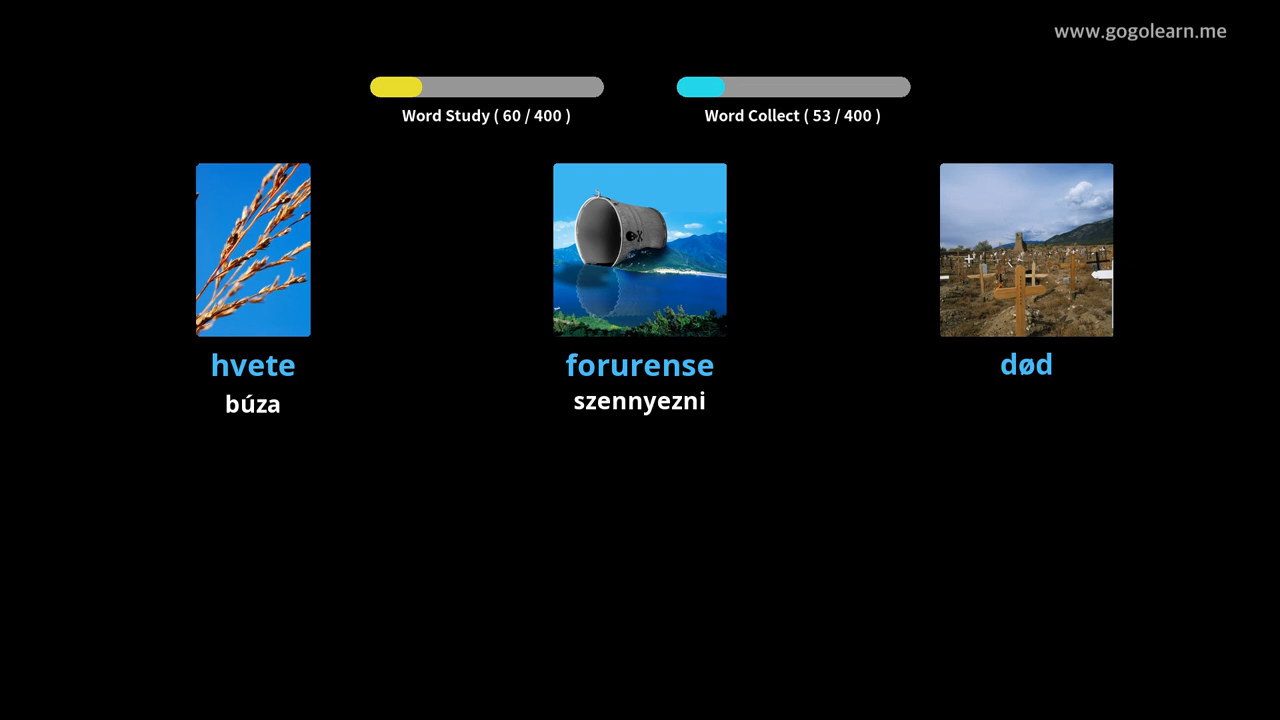 www.gogolearn.me
Word Study ( 60 / 400 )
Word Collect ( 53 / 400 )
hvete
búza
forurense
szennyezni
død